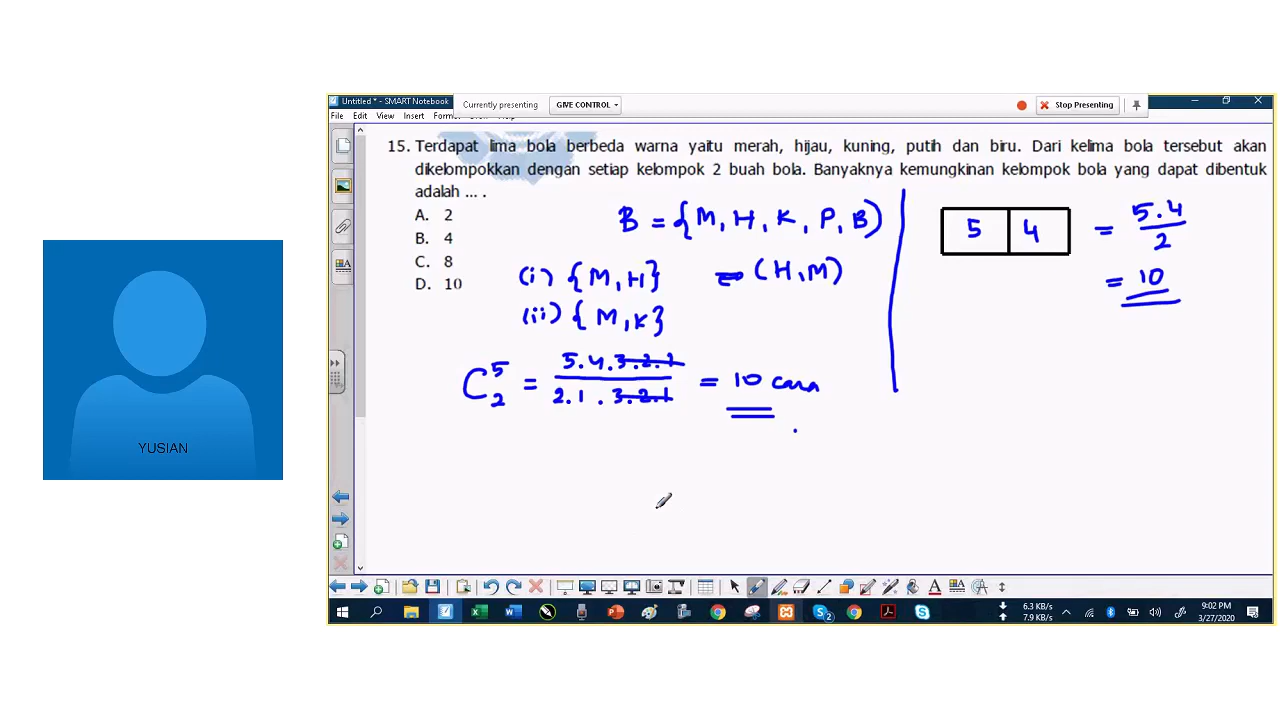 Untitled * - SMART Notebook
Currently presenting
GIVE CONTROL
Stop Presenting
File Edit View Insert Format
15. Terdapat lima bola berbeda warna yaitu merah, hijau, kuning, putih dan biru. Dari kelima bola tersebut akan
dikelompokkan dengan setiap kelompok 2 buah bola. Banyaknya kemungkinan kelompok bola yang dapat dibentuk
adalah ... .
A. 2
B. 4
C. 8
D. 10
B = {M, H, K, P, B}
(i) {M, H} = (H, M)
(ii) {M, K}
C 5 2 = 5.4.3.2.1 / 2.1.3.2.1 = 10 cara
5 4 = 5.4 / 2
= 10
YUSIAN
6.3 KB/s
7.9 KB/s
9:02 PM
3/27/2020